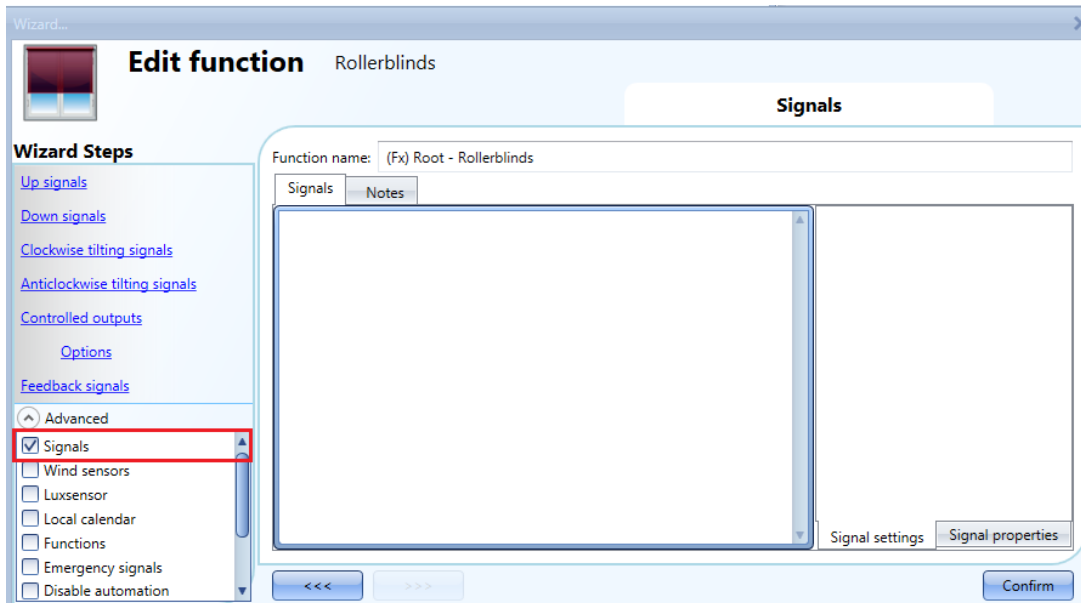 Wizard...
Edit function Rollerblinds
Signals
Wizard Steps
Up signals
Down signals
Clockwise tilting signals
Anticlockwise tilting signals
Controlled outputs
Options
Feedback signals
Advanced
Signals
Wind sensors
Luxsensor
Local calendar
Functions
Emergency signals
Disable automation
Function name: (Fx) Root - Rollerblinds
Signals Notes
Signal settings Signal properties
<<< >>> Confirm